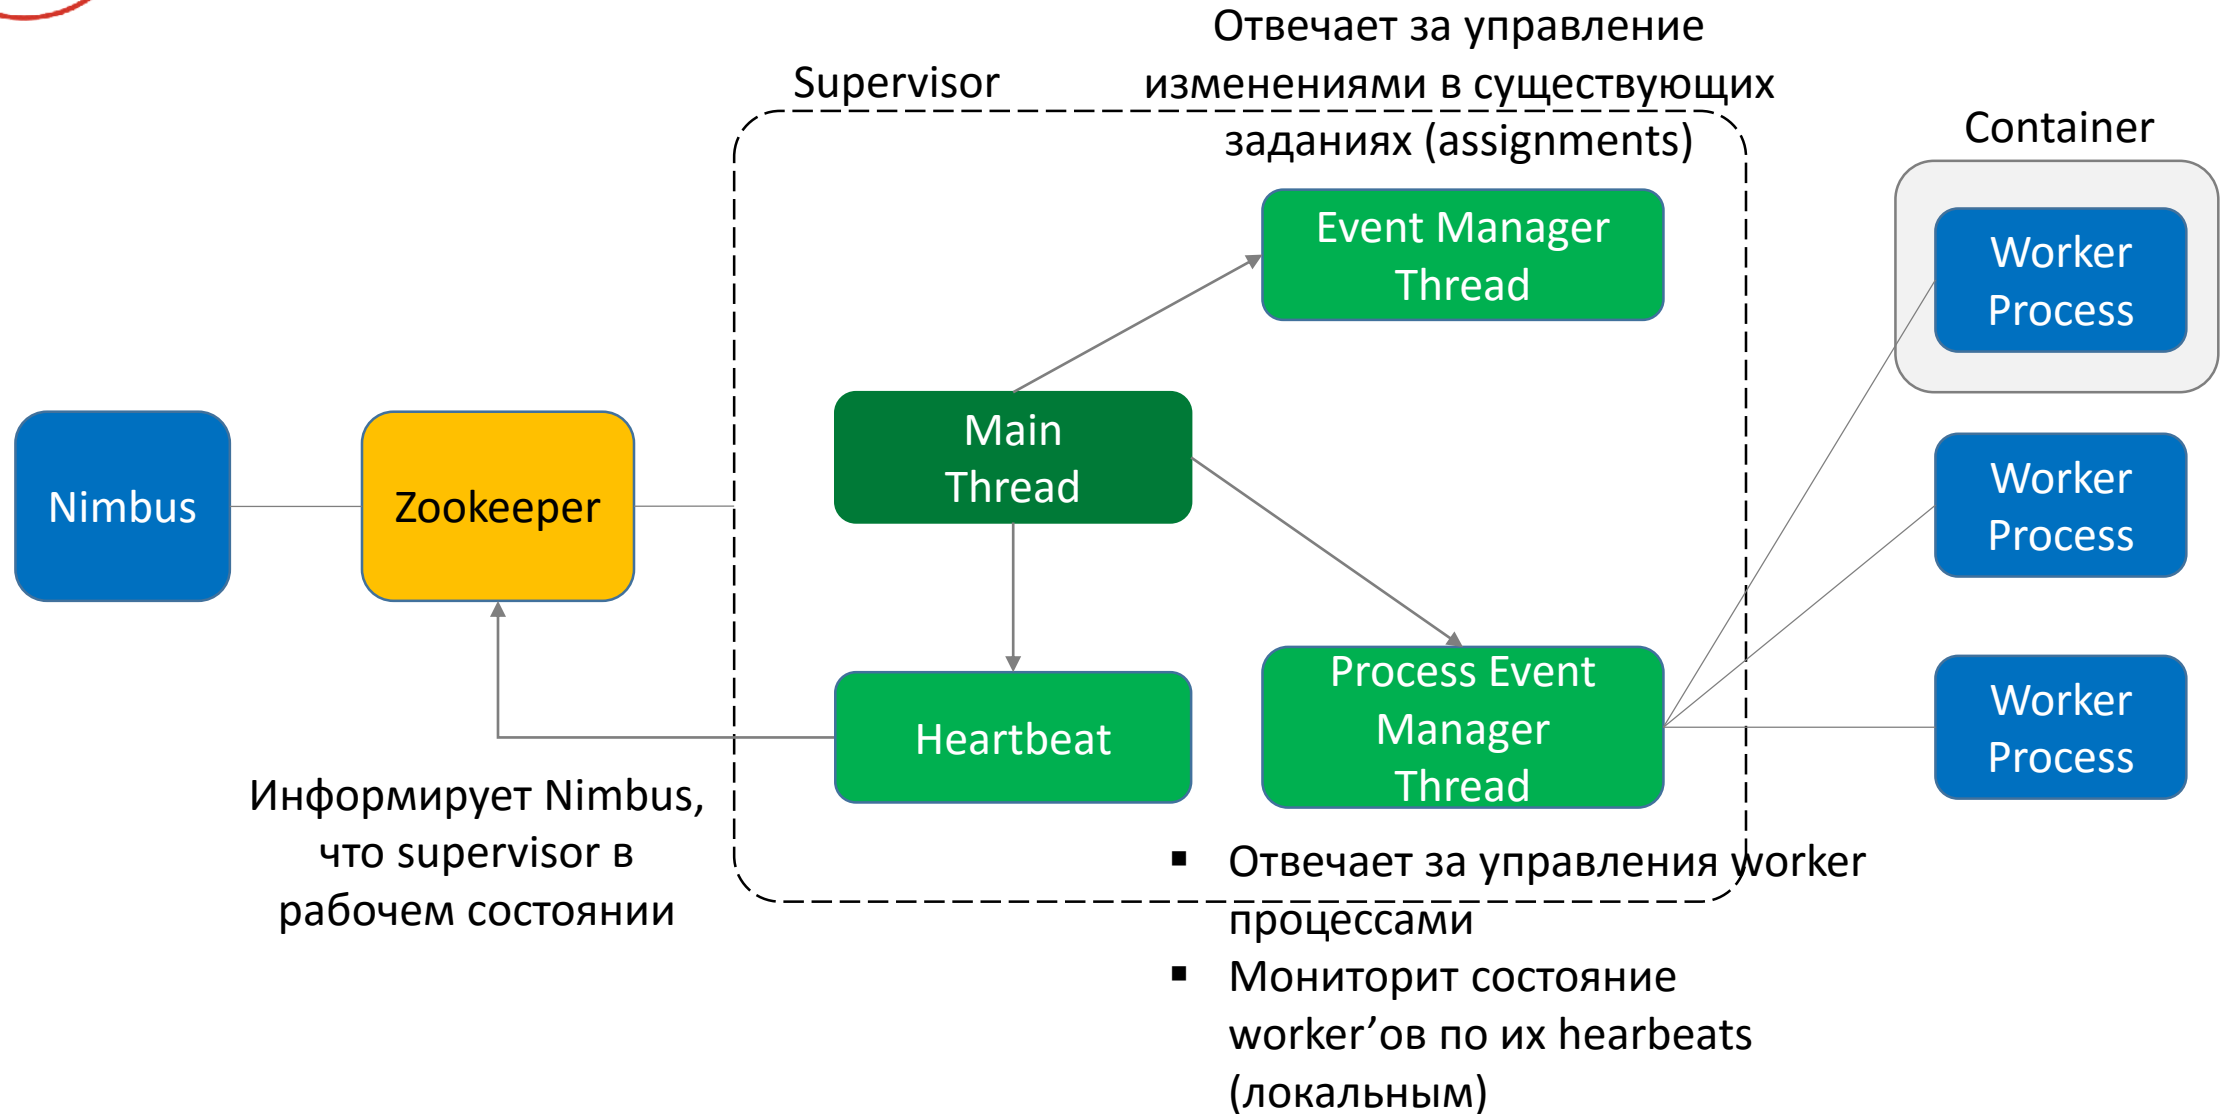 Отвечает за управление
изменениями в существующих
заданиях (assignments)
Supervisor
Container
Event Manager
Thread
Worker
Process
Main
Thread
Nimbus
Zookeeper
Worker
Process
Heartbeat
Process Event
Manager
Thread
Worker
Process
Информирует Nimbus,
что supervisor в
рабочем состоянии
▪ Отвечает за управления worker
процессами
▪ Мониторит состояние
worker’ов по их hearbeats
(локальным)